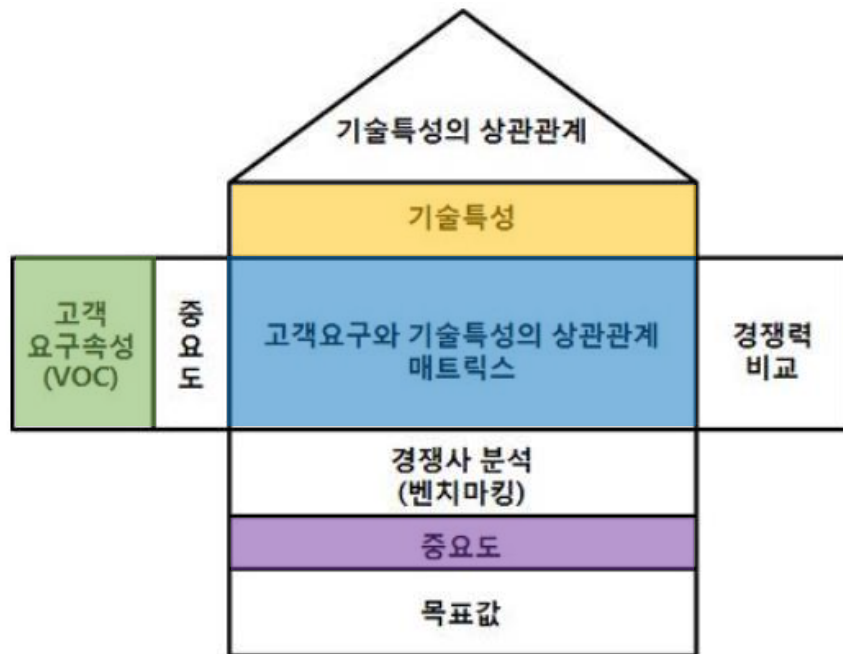 기술특성의 상관관계
기술특성
고객
요구속성
(VOC)
중
요
도
고객요구와 기술특성의 상관관계
매트릭스
경쟁력
비교
경쟁사 분석
(벤치마킹)
중요도
목표값